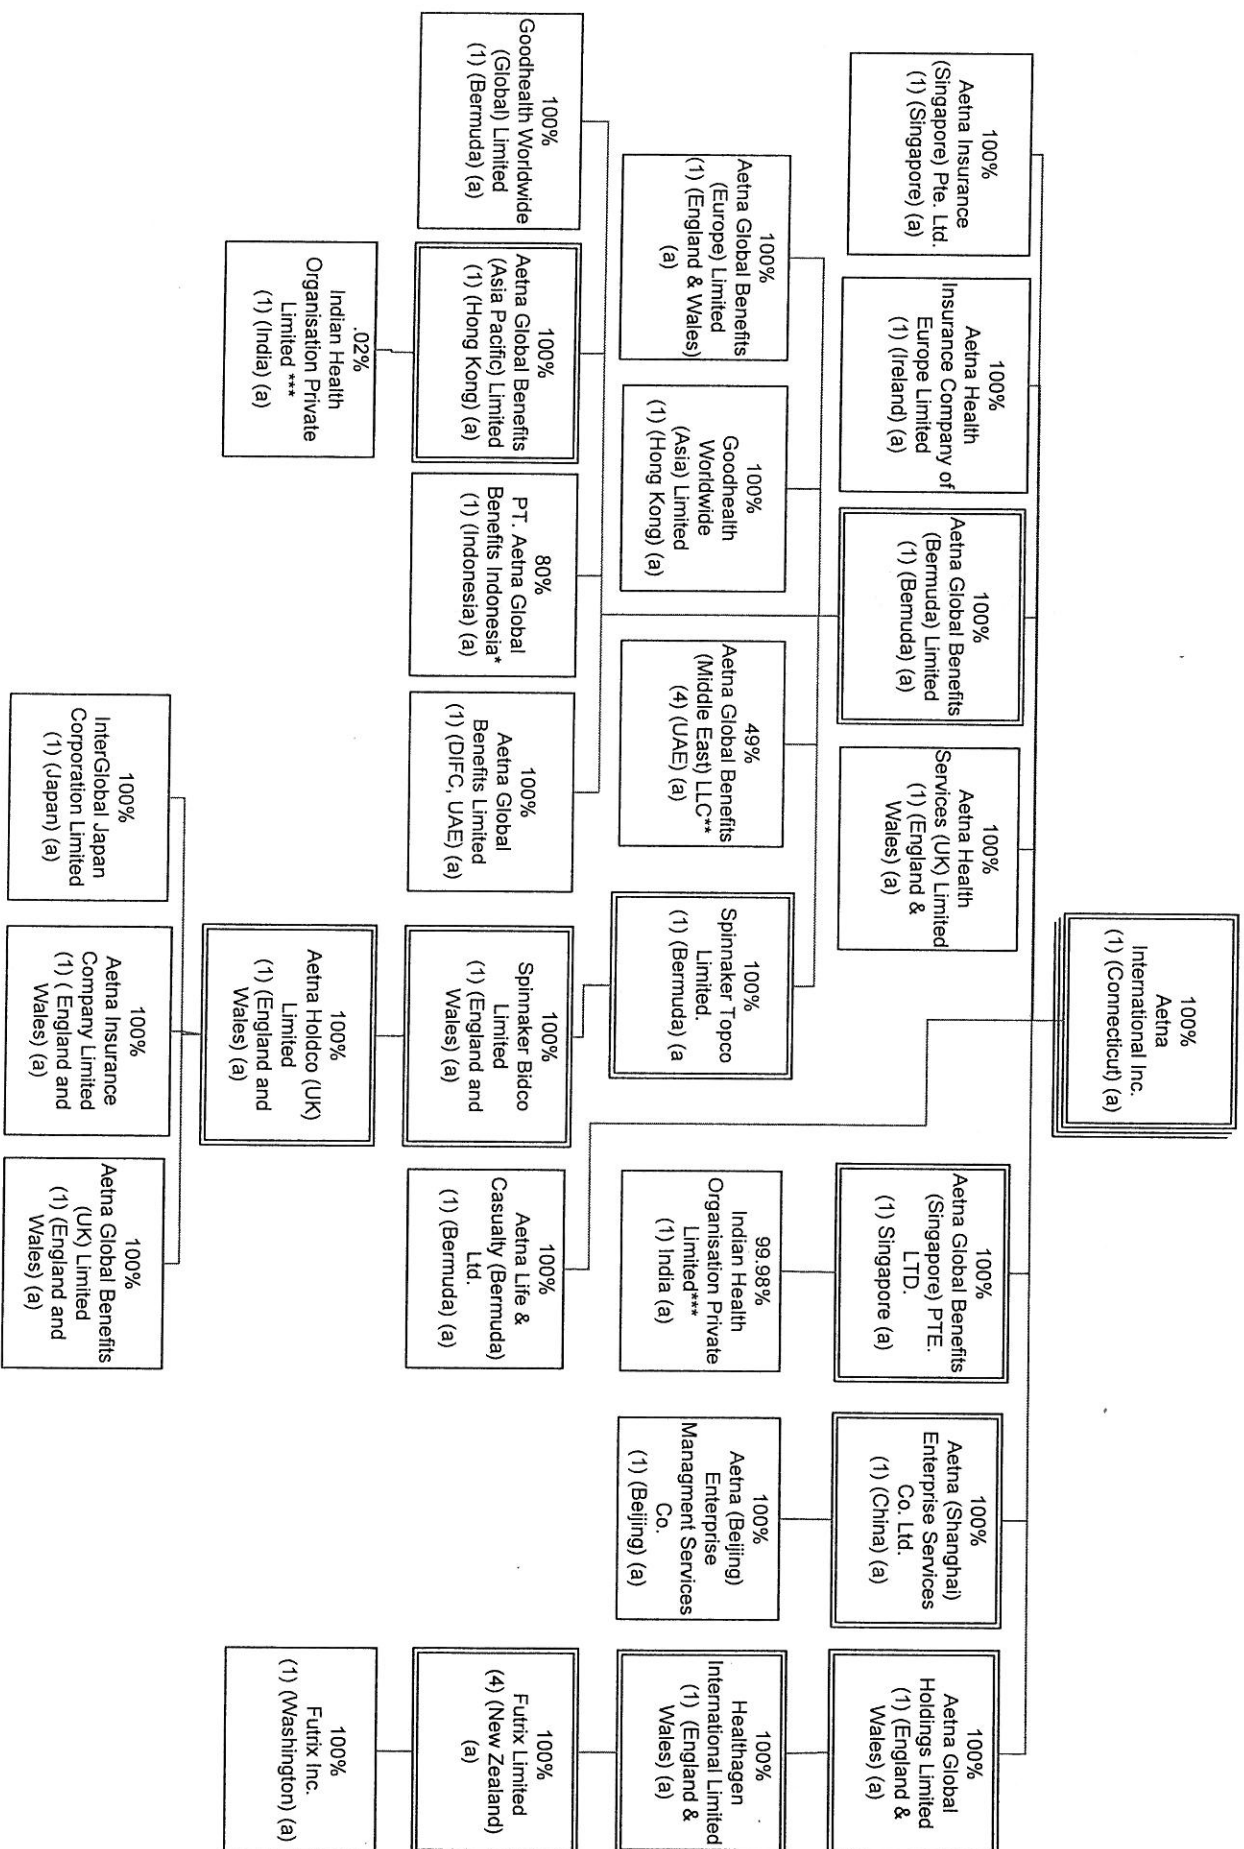 100%
Aetna
International Inc.
(1) (Connecticut) (a)
100%
Aetna Insurance
(Singapore) Pte. Ltd.
(1) (Singapore) (a)
100%
Aetna Health
Insurance Company of
Europe Limited
(1) (Ireland) (a)
100%
Aetna Global Benefits
(Bermuda) Limited
(1) (Bemuda) (a)
100%
Aetna Health
Services (UK) Limited
(1) (England &
Wales) (a)
100%
Aetna Global Benefits
(Singapore) PTE.
LTD.
(1) Singapore (a)
100%
Aetna (Shanghai)
Enterprise Services
Co. Ltd.
(1) (China) (a)
100%
Aetna Global
Holdings Limited
(1) (England &
Wales) (a)
100%
Aetna Global Benefits
(Europe) Limited
(1) (England & Wales)
(a)
100%
Goodhealth
Worldwide
(Asia) Limited
(1) (Hong Kong) (a)
49%
Aetna Global Benefits
(Middle East) LLC**
(4) (UAE) (a)
100%
Spinnaker Topco
Limited.
(1) (Bermuda) (a
99.98%
Indian Health
Organisation Private
Limited***
(1) India (a)
100%
Aetna (Beijing)
Enterprise
Managment Services
Co.
(1) (Beijing) (a)
100%
Healthagen
International Limited
(1) (England &
Wales) (a)
100%
Goodhealth Worldwide
(Global) Limited
(1) (Bermuda) (a)
100%
Aetna Global Benefits
(Asia Pacific) Limited
(1) (Hong Kong) (a)
80%
PT. Aetna Global
Benefits Indonesia*
(1) (Indonesia) (a)
100%
Aetna Global
Benefits Limited
(1) (DIFC, UAE) (a)
100%
Spinnaker Bidco
Limited
(1) (England and
Wales) (a)
100%
Aetna Life &
Casualty (Bermuda)
Ltd.
(1) (Bermuda) (a)
100%
Futrix Limited
(4) (New Zealand)
(a)
.02%
Indian Health
Organisation Private
Limited ***
(1) (India) (a)
100%
Aetna Holdco (UK)
Limited
(1) (England and
Wales) (a)
100%
Futrix Inc.
(1) (Washington) (a)
100%
InterGlobal Japan
Corporation Limited
(1) (Japan) (a)
100%
Aetna Insurance
Company Limited
(1) ( England and
Wales) (a)
100%
Aetna Global Benefits
(UK) Limited
(1) (England and
Wales) (a)